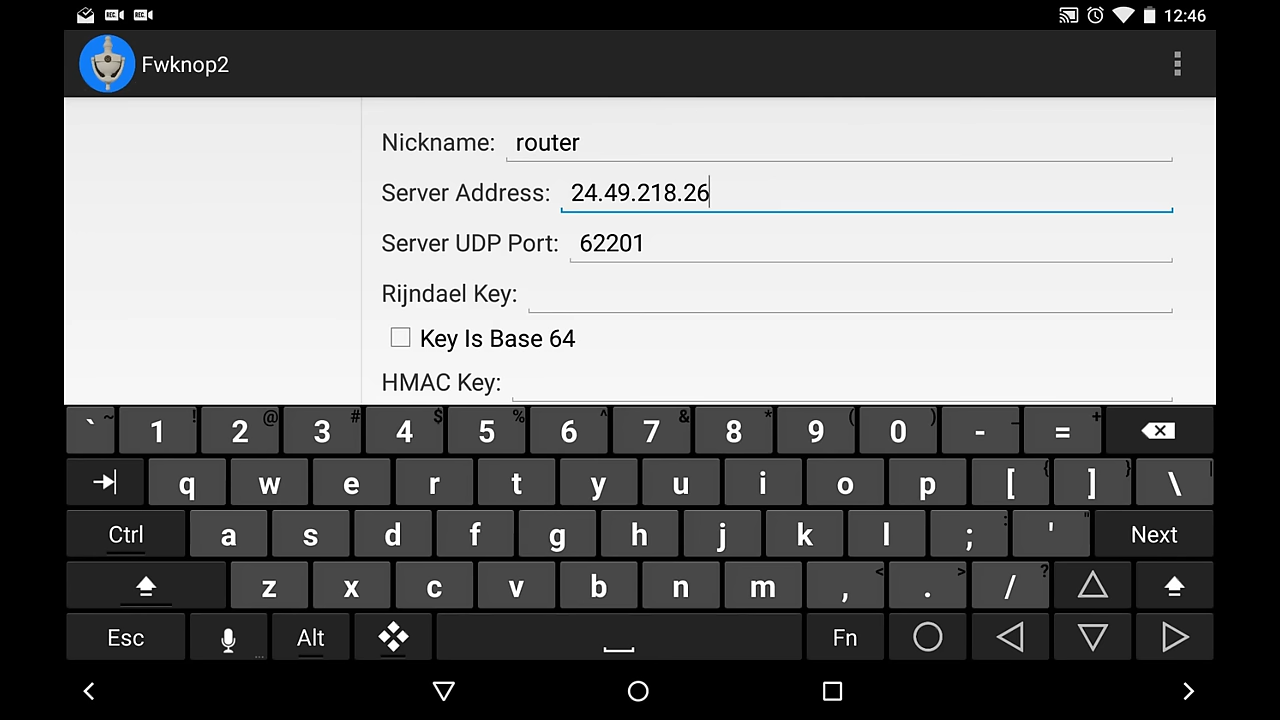 REC REC 12:46
Fwknop2
Nickname: router
Server Address: 24.49.218.26
Server UDP Port: 62201
Rijndael Key:
Key Is Base 64
HMAC Key:
` ~ 1 ! 2 @ 3 # 4 $ 5 % 6 ^ 7 & 8 * 9 ( 0 ) - _ = +
q w e r t y u i o p [ { ] } \ |
Ctrl a s d f g h j k l ; : ' " Next
z x c v b n m , < . > / ?
Esc Alt Fn